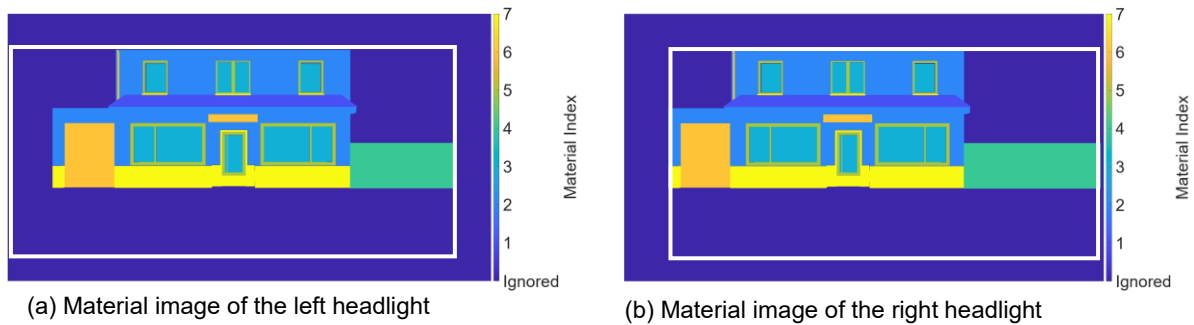 7
6
5
4
3
2
1
Ignored
Material Index
7
6
5
4
3
2
1
Ignored
Material Index
(a) Material image of the left headlight
(b) Material image of the right headlight